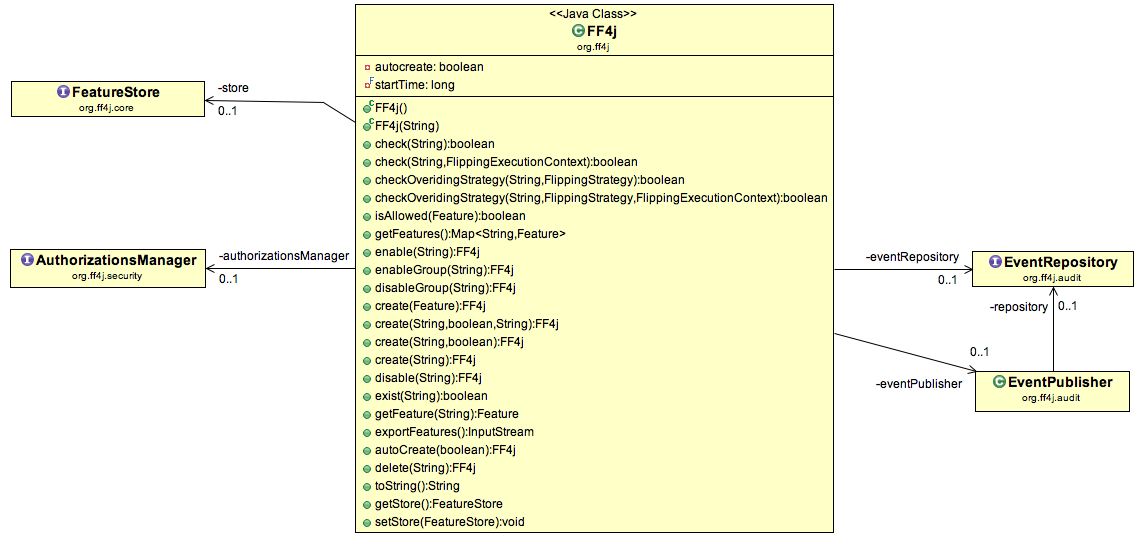 <<Java Class>>
C FF4j
org.ff4j
autocreate: boolean
F startTime: long
C FF4j()
C FF4j(String)
check(String):boolean
check(String,FlippingExecutionContext):boolean
checkOveridingStrategy(String,FlippingStrategy):boolean
checkOveridingStrategy(String,FlippingStrategy,FlippingExecutionContext):boolean
isAllowed(Feature):boolean
getFeatures():Map<String,Feature>
enable(String):FF4j
enableGroup(String):FF4j
disableGroup(String):FF4j
create(Feature):FF4j
create(String,boolean,String):FF4j
create(String,boolean):FF4j
create(String):FF4j
disable(String):FF4j
exist(String):boolean
getFeature(String):Feature
exportFeatures():InputStream
autoCreate(boolean):FF4j
delete(String):FF4j
toString():String
getStore():FeatureStore
setStore(FeatureStore):void
I FeatureStore
org.ff4j.core
-store
0..1
I AuthorizationsManager
org.ff4j.security
-authorizationsManager
0..1
-eventRepository
0..1
I EventRepository
org.ff4j.audit
-repository
0..1
0..1
-eventPublisher
C EventPublisher
org.ff4j.audit